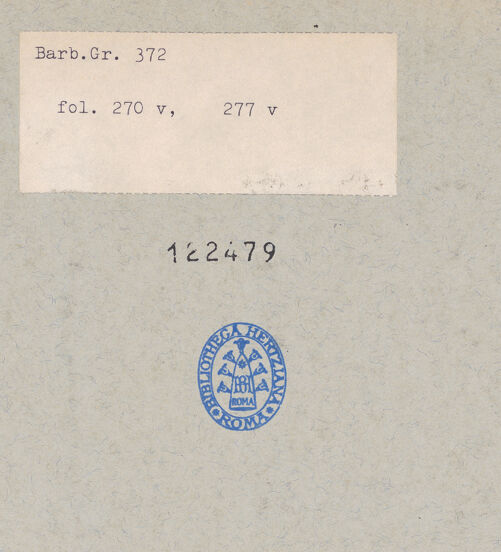 Barb.Gr. 372
fol. 270 v, 277 v
122479
BIBLIOTHECA HERTZIANA
ROMA
ROMA